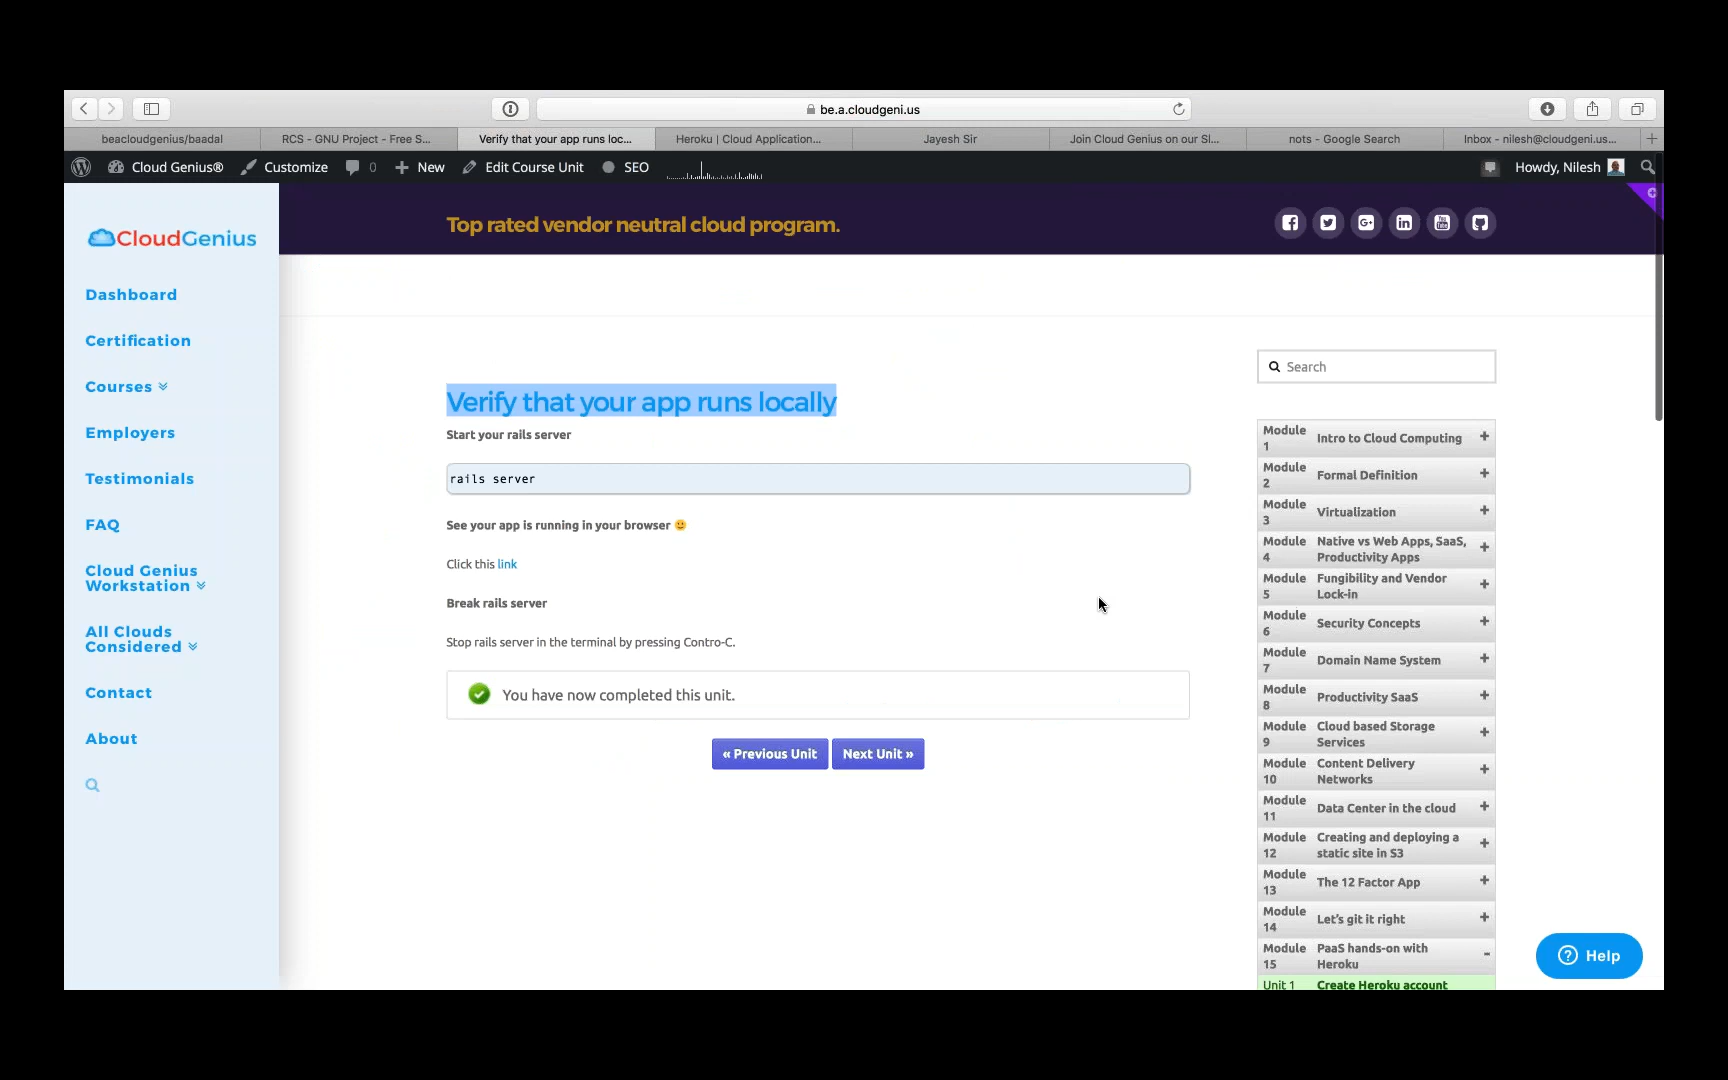 be.a.cloudgeni.us
beacloudgenius/baadal
RCS - GNU Project - Free S...
Verify that your app runs loc...
Heroku | Cloud Application...
Jayesh Sir
Join Cloud Genius on our Sl...
nots - Google Search
Inbox - nilesh@cloudgeni.us...
Cloud Genius®
Customize
0
New
Edit Course Unit
SEO
Howdy, Nilesh
CloudGenius
Top rated vendor neutral cloud program.
Dashboard
Certification
Courses
Employers
Testimonials
FAQ
Cloud Genius
Workstation
All Clouds
Considered
Contact
About
Verify that your app runs locally
Start your rails server
rails server
See your app is running in your browser 🙂
Click this link
Break rails server
Stop rails server in the terminal by pressing Contro-C.
You have now completed this unit.
« Previous Unit
Next Unit »
Search
Module 1 Intro to Cloud Computing +
Module 2 Formal Definition +
Module 3 Virtualization +
Module 4 Native vs Web Apps, SaaS,
Productivity Apps +
Module 5 Fungibility and Vendor
Lock-in +
Module 6 Security Concepts +
Module 7 Domain Name System +
Module 8 Productivity SaaS +
Module 9 Cloud based Storage
Services +
Module 10 Content Delivery
Networks +
Module 11 Data Center in the cloud +
Module 12 Creating and deploying a
static site in S3 +
Module 13 The 12 Factor App +
Module 14 Let's git it right +
Module 15 PaaS hands-on with
Heroku -
Unit 1 Create Heroku account
Help